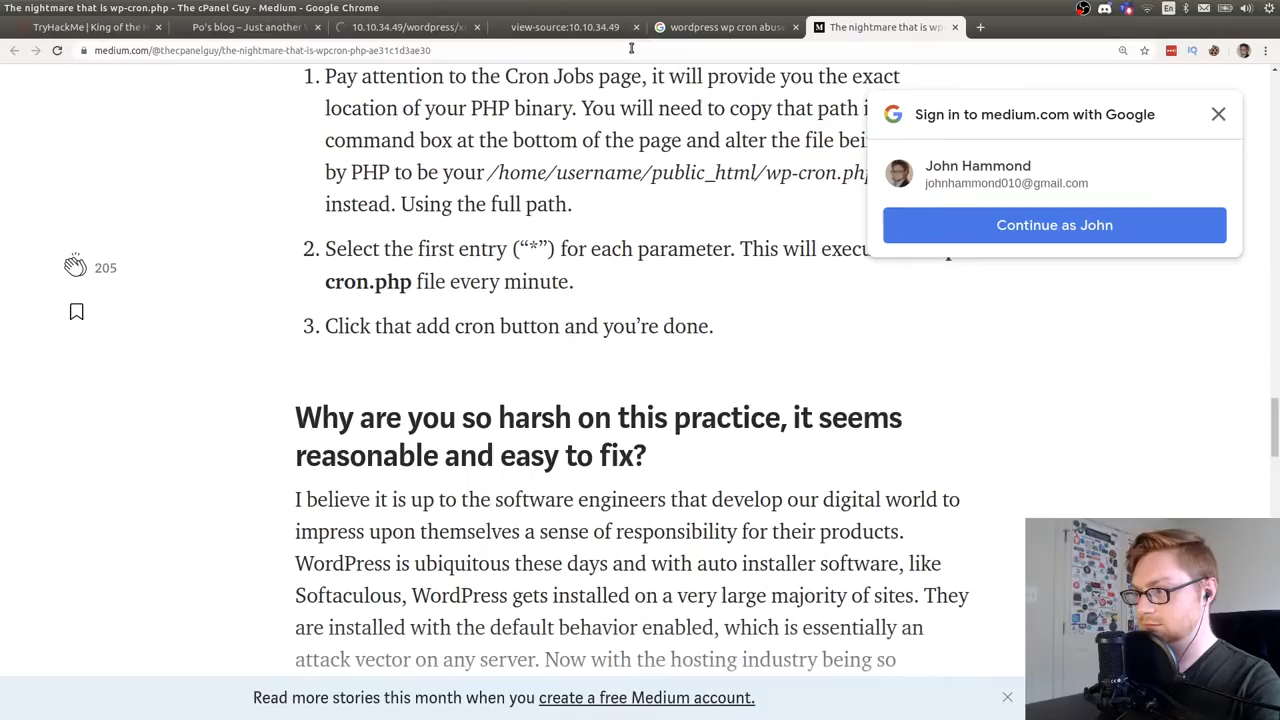 The nightmare that is wp-cron.php - The cPanel Guy - Medium - Google Chrome
TryHackMe | King of the H
Po's blog – Just another
10.10.34.49/wordpress/x
view-source:10.10.34.49
wordpress wp cron abuse
The nightmare that is wp-
medium.com/@thecpanelguy/the-nightmare-that-is-wpcron-php-ae31c1d3ae30
1. Pay attention to the Cron Jobs page, it will provide you the exact
location of your PHP binary. You will need to copy that path i
command box at the bottom of the page and alter the file bei
by PHP to be your /home/username/public_html/wp-cron.php
instead. Using the full path.
2. Select the first entry (“*”) for each parameter. This will execu
cron.php file every minute.
3. Click that add cron button and you’re done.
205
Sign in to medium.com with Google
John Hammond
johnhammond010@gmail.com
Continue as John
Why are you so harsh on this practice, it seems
reasonable and easy to fix?
I believe it is up to the software engineers that develop our digital world to
impress upon themselves a sense of responsibility for their products.
WordPress is ubiquitous these days and with auto installer software, like
Softaculous, WordPress gets installed on a very large majority of sites. They
are installed with the default behavior enabled, which is essentially an
attack vector on any server. Now with the hosting industry being so
Read more stories this month when you create a free Medium account.